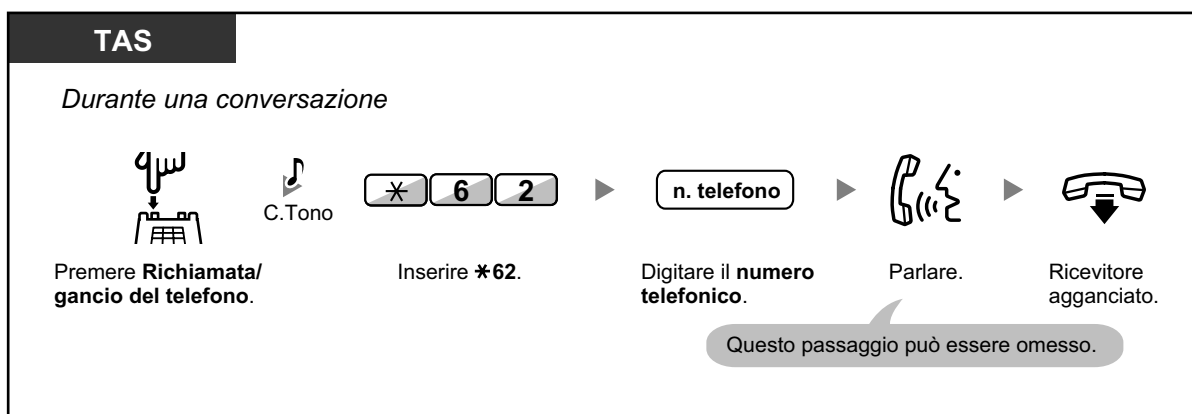 TAS
Durante una conversazione
C.Tono
* 6 2
n. telefono
Premere Richiamata/
gancio del telefono.
Inserire *62.
Digitare il numero
telefonico.
Parlare.
Ricevitore
agganciato.
Questo passaggio può essere omesso.